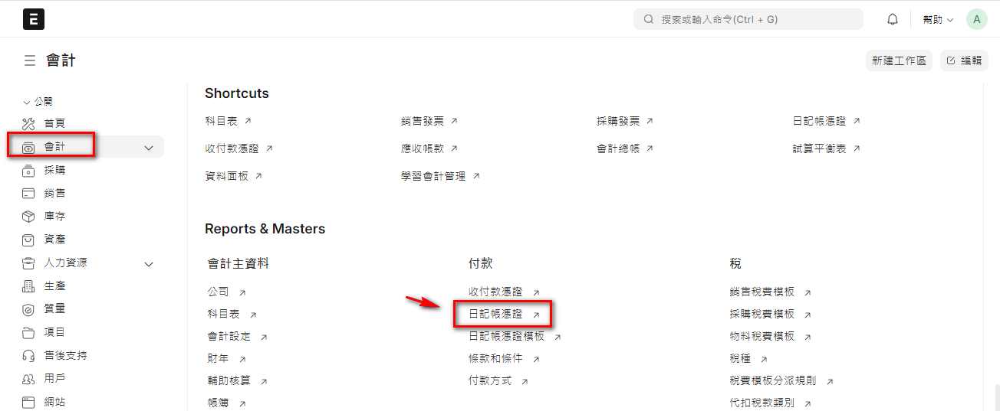 E
搜索或輸入命令(Ctrl + G)
幫助
A
會計
新建工作區
編輯
公開
首頁
會計
採購
銷售
庫存
資產
人力資源
生產
質量
項目
售後支持
用戶
網站
Shortcuts
科目表
銷售發票
採購發票
日記帳憑證
收付款憑證
應收帳款
會計總帳
試算平衡表
資料面板
學習會計管理
Reports & Masters
會計主資料
公司
科目表
會計設定
財年
輔助核算
帳簿
付款
收付款憑證
日記帳憑證
日記帳憑證模板
條款和條件
付款方式
稅
銷售稅費模板
採購稅費模板
物料稅費模板
稅種
稅費模板分派規則
代扣稅款類別